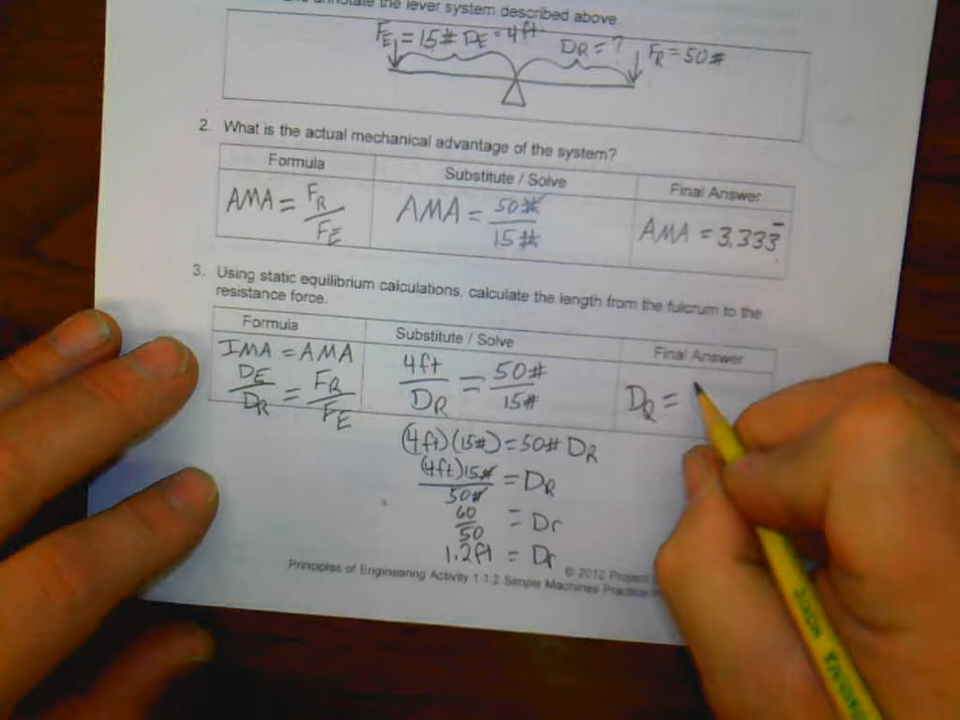 annotate the lever system described above.
FE = 15# DE = 4ft. DR = ? FR = 50#
2. What is the actual mechanical advantage of the system?
Formula Substitute / Solve Final Answer
AMA = FR/FE AMA = 50#/15# AMA = 3.333̅
3. Using static equilibrium calculations, calculate the length from the fulcrum to the
resistance force.
Formula Substitute / Solve Final Answer
IMA = AMA
DE/DR = FR/FE 4ft/DR = 50#/15# DR =
(4ft)(15#) = 50# DR
(4ft)15#/50# = DR
60/50 = Dr
1.2ft = Dr
© 2012 Project
Principles of Engineering Activity 1.1.2 Simple Machines Practice